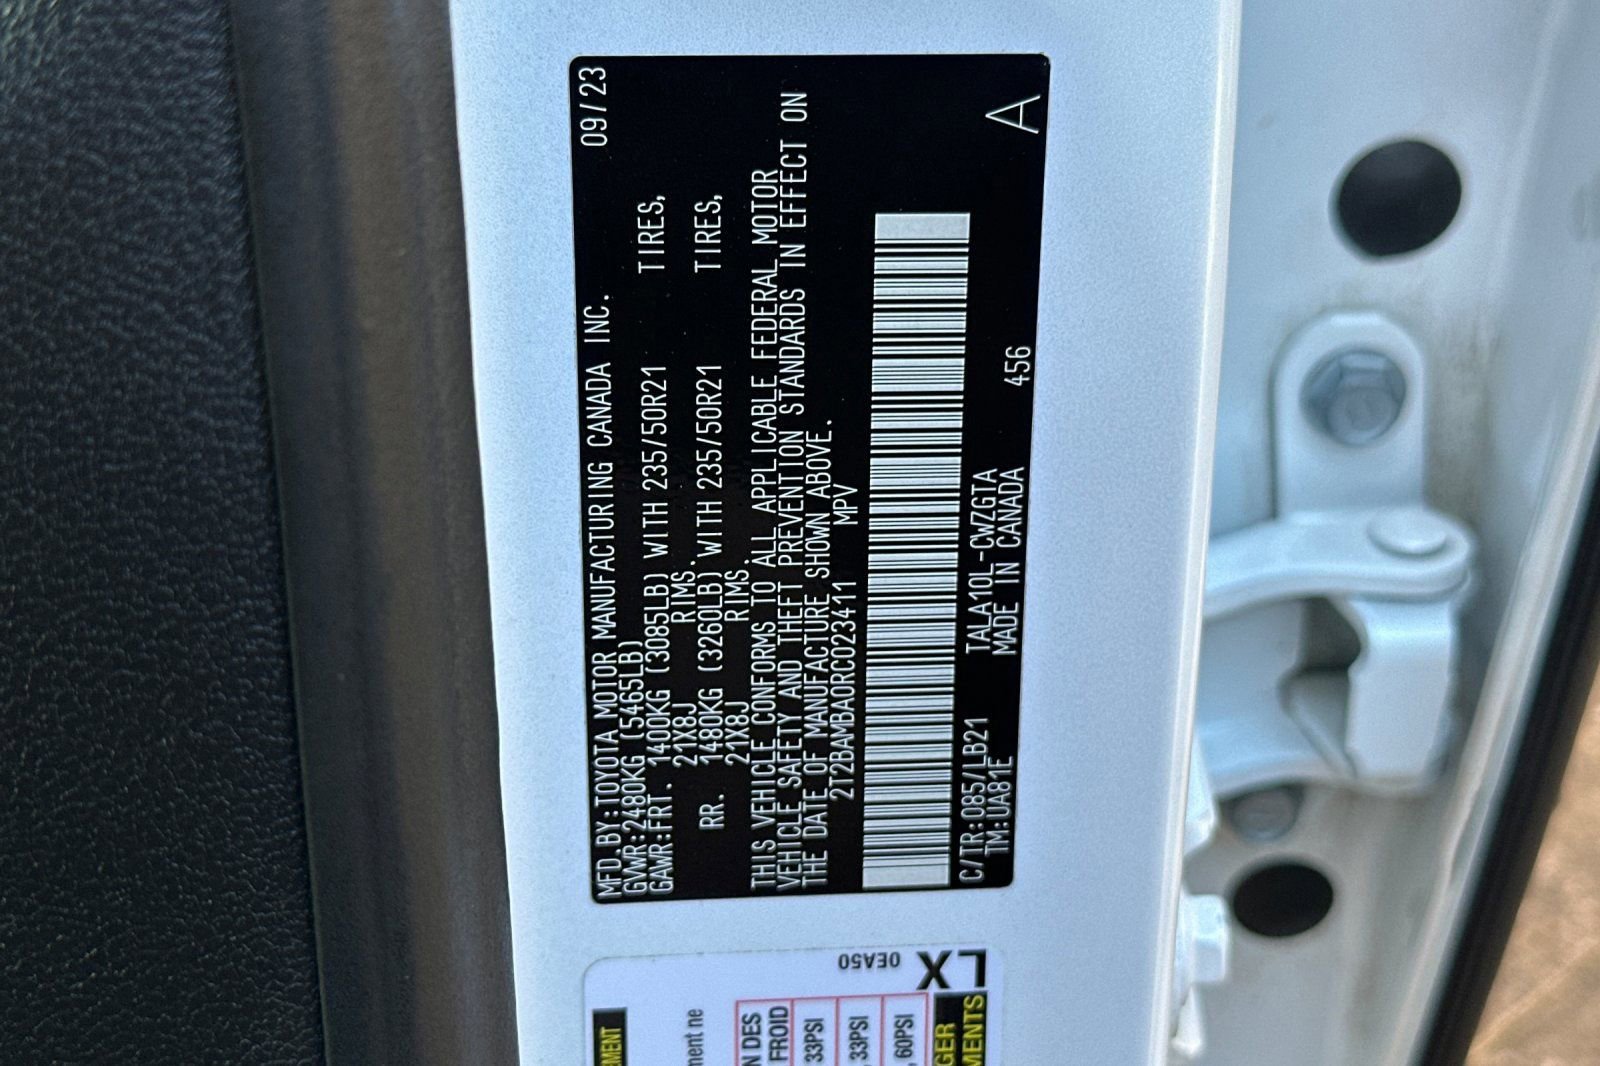 MFD.BY:TOYOTA MOTOR MANUFACTURING CANADA INC. 09/23
GVWR:2480KG (5465LB)
GAWR:FRT. 1400KG (3085LB) WITH 235/50R21 TIRES,
21X8J RIMS.
RR. 1480KG (3260LB) WITH 235/50R21 TIRES,
21X8J RIMS.
THIS VEHICLE CONFORMS TO ALL APPLICABLE FEDERAL MOTOR
VEHICLE SAFETY AND THEFT PREVENTION STANDARDS IN EFFECT ON
THE DATE OF MANUFACTURE SHOWN ABOVE.
2T2BAMBA0RC023411 MPV
C/TR:085/LB21 TALA10L-CWZGTA 456
TM:UA81E MADE IN CANADA
A
LX
0EA50
N DES
FROID
33PSI
, 33PSI
, 60PSI